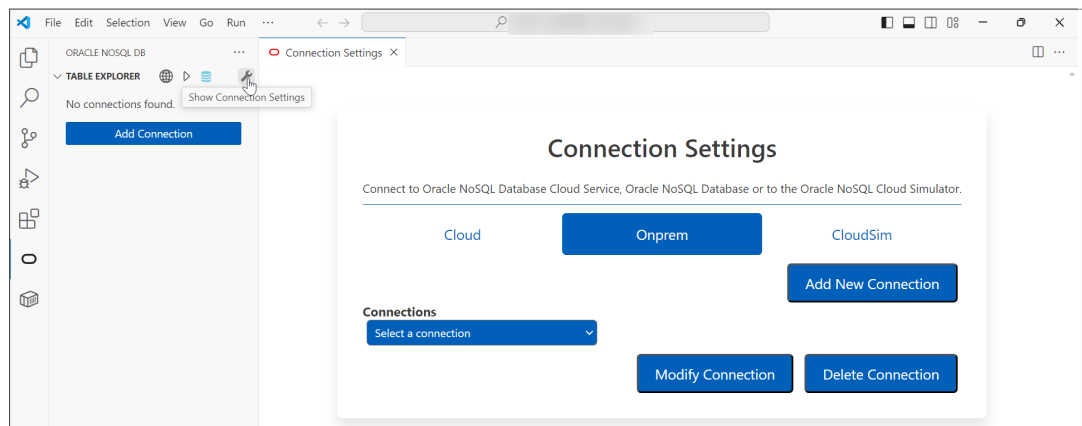 File Edit Selection View Go Run ...
ORACLE NOSQL DB ...
Connection Settings
TABLE EXPLORER
Show Connection Settings
No connections found.
Add Connection
Connection Settings
Connect to Oracle NoSQL Database Cloud Service, Oracle NoSQL Database or to the Oracle NoSQL Cloud Simulator.
Cloud Onprem CloudSim
Add New Connection
Connections
Select a connection
Modify Connection Delete Connection